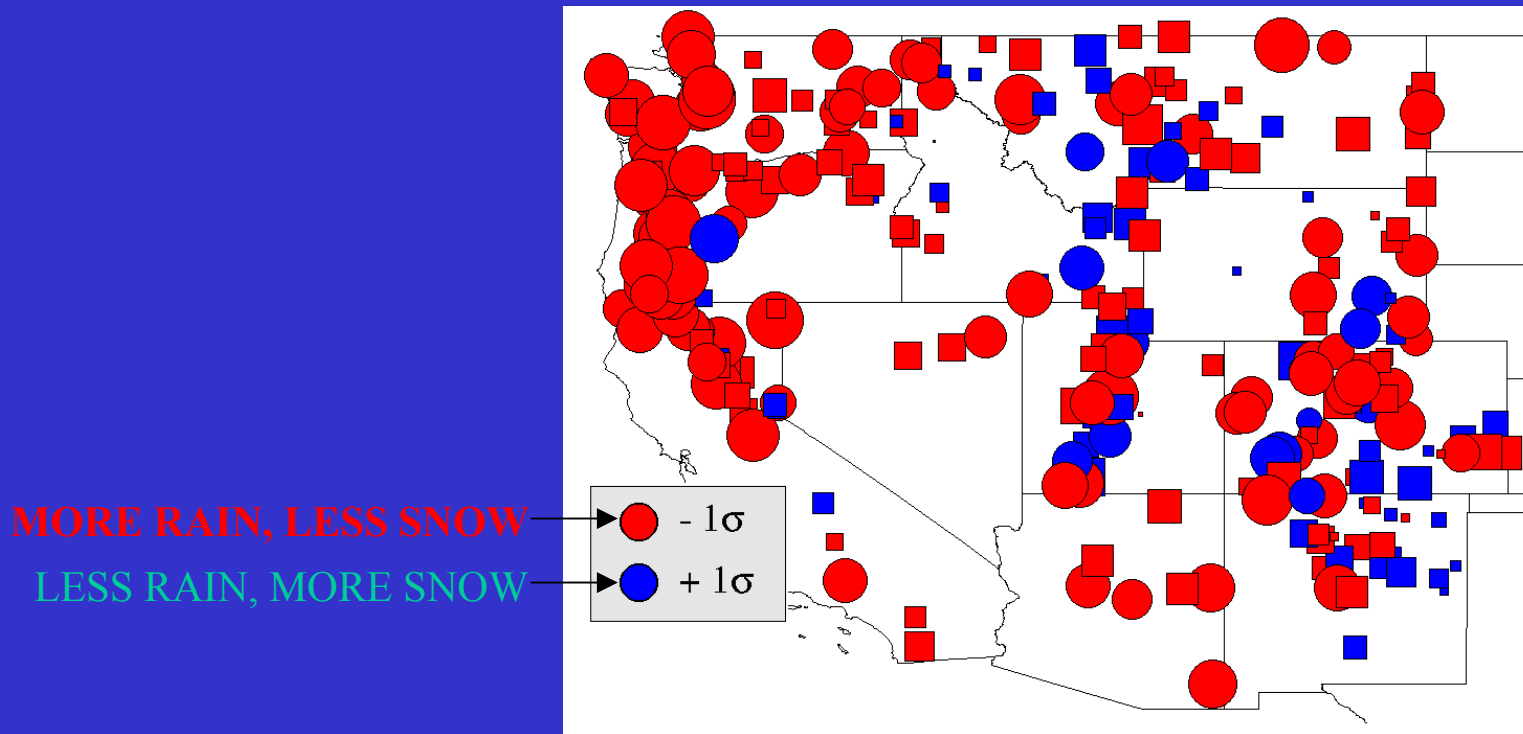 MORE RAIN, LESS SNOW
- 1σ
LESS RAIN, MORE SNOW
+ 1σ